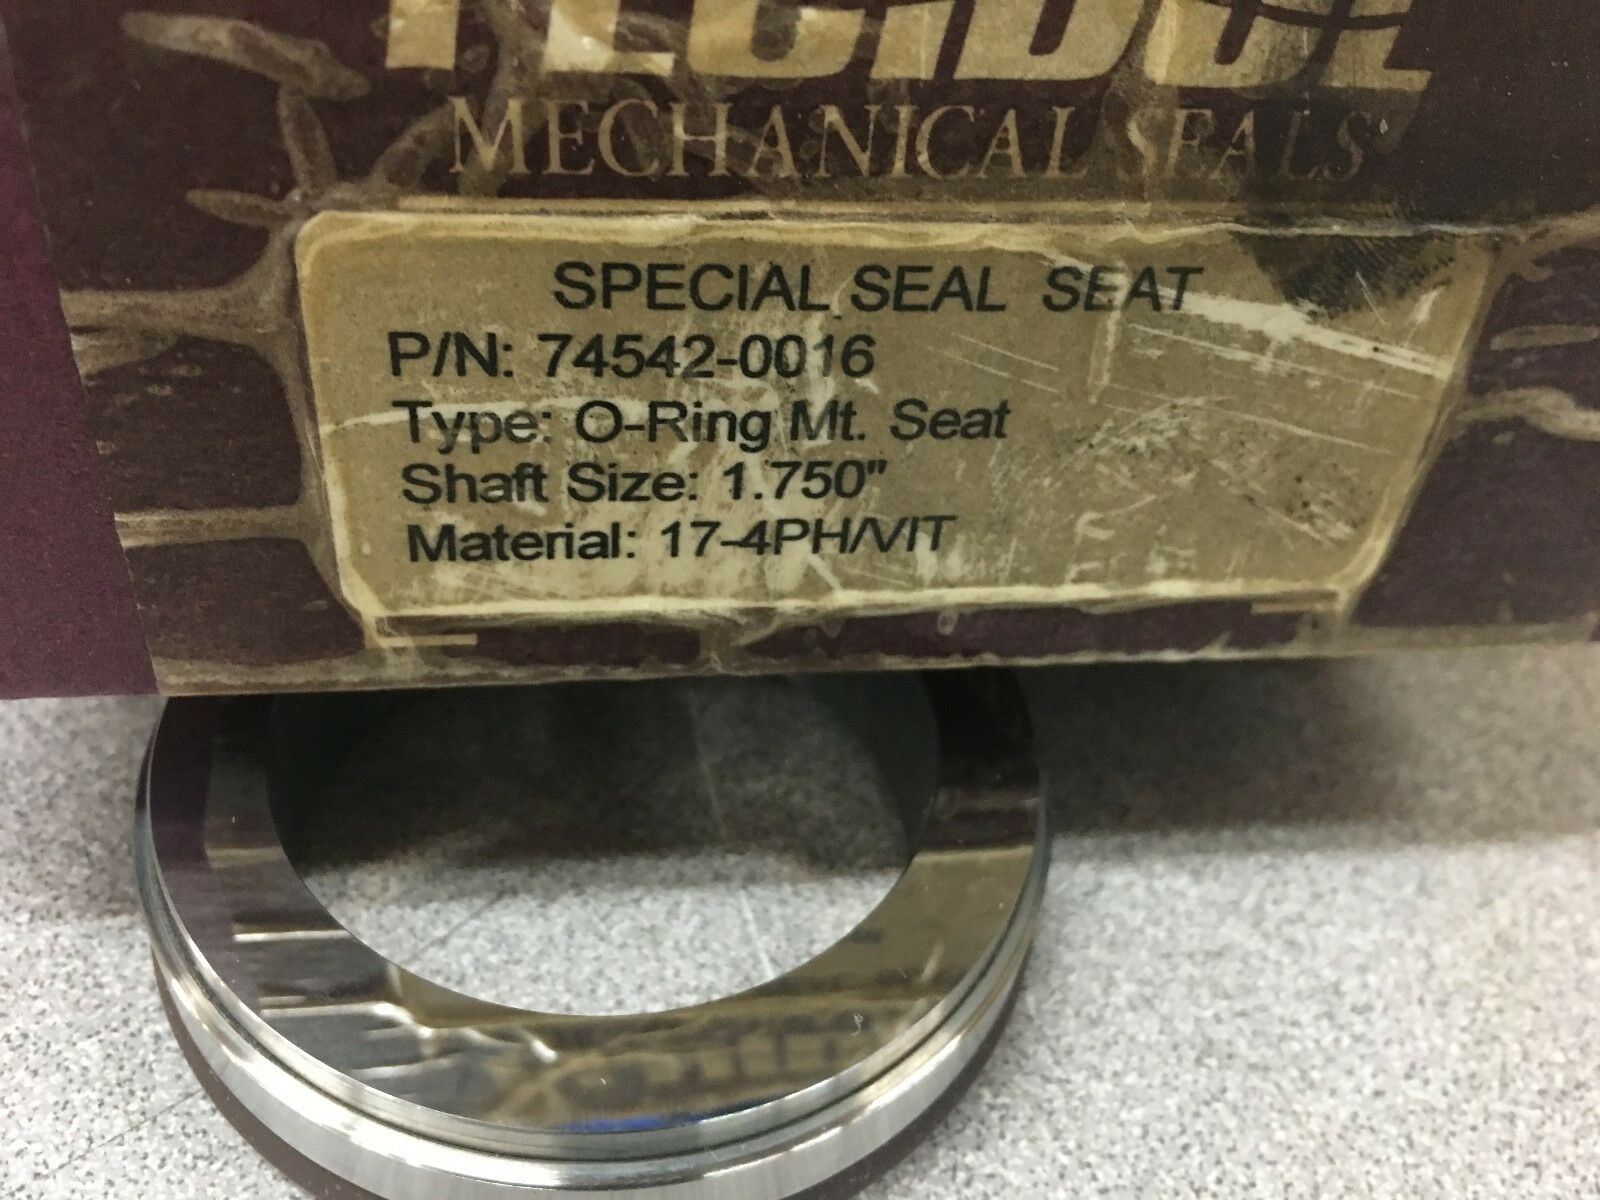 MECHANICAL SEALS
SPECIAL SEAL SEAT
P/N: 74542-0016
Type: O-Ring Mt. Seat
Shaft Size: 1.750"
Material: 17-4PH/VIT